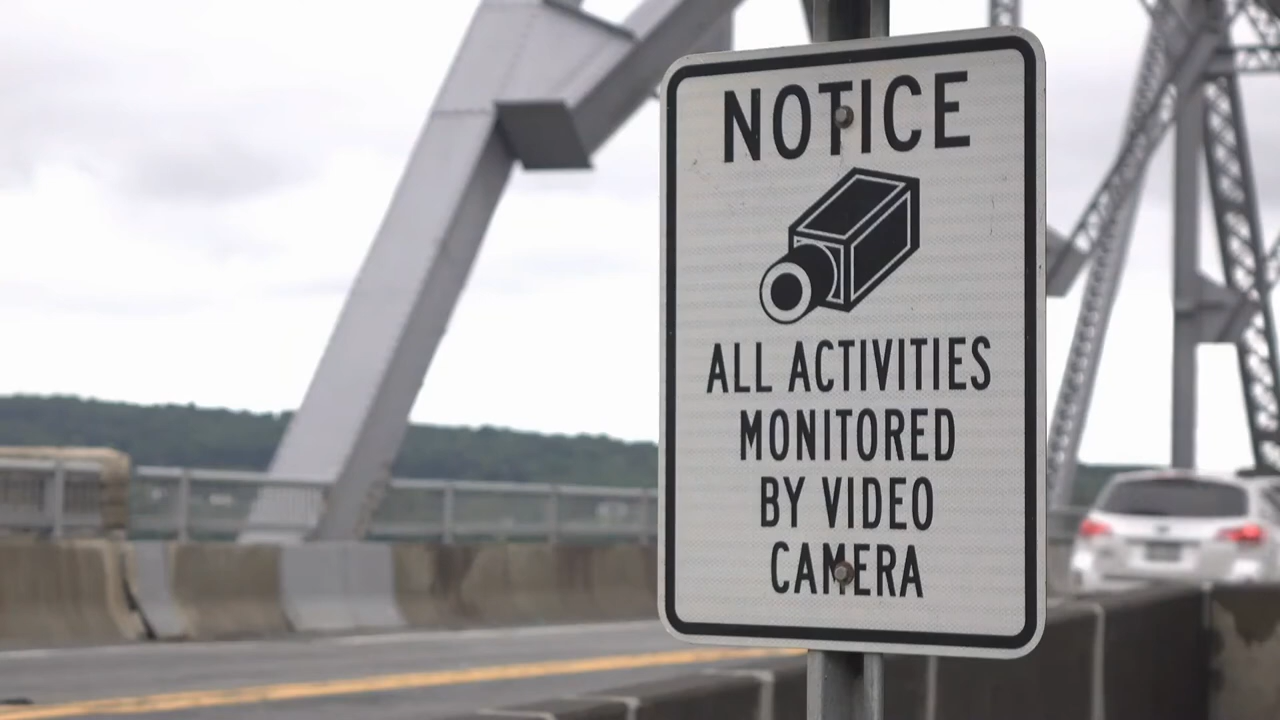 NOTICE
ALL ACTIVITIES
MONITORED
BY VIDEO
CAMERA